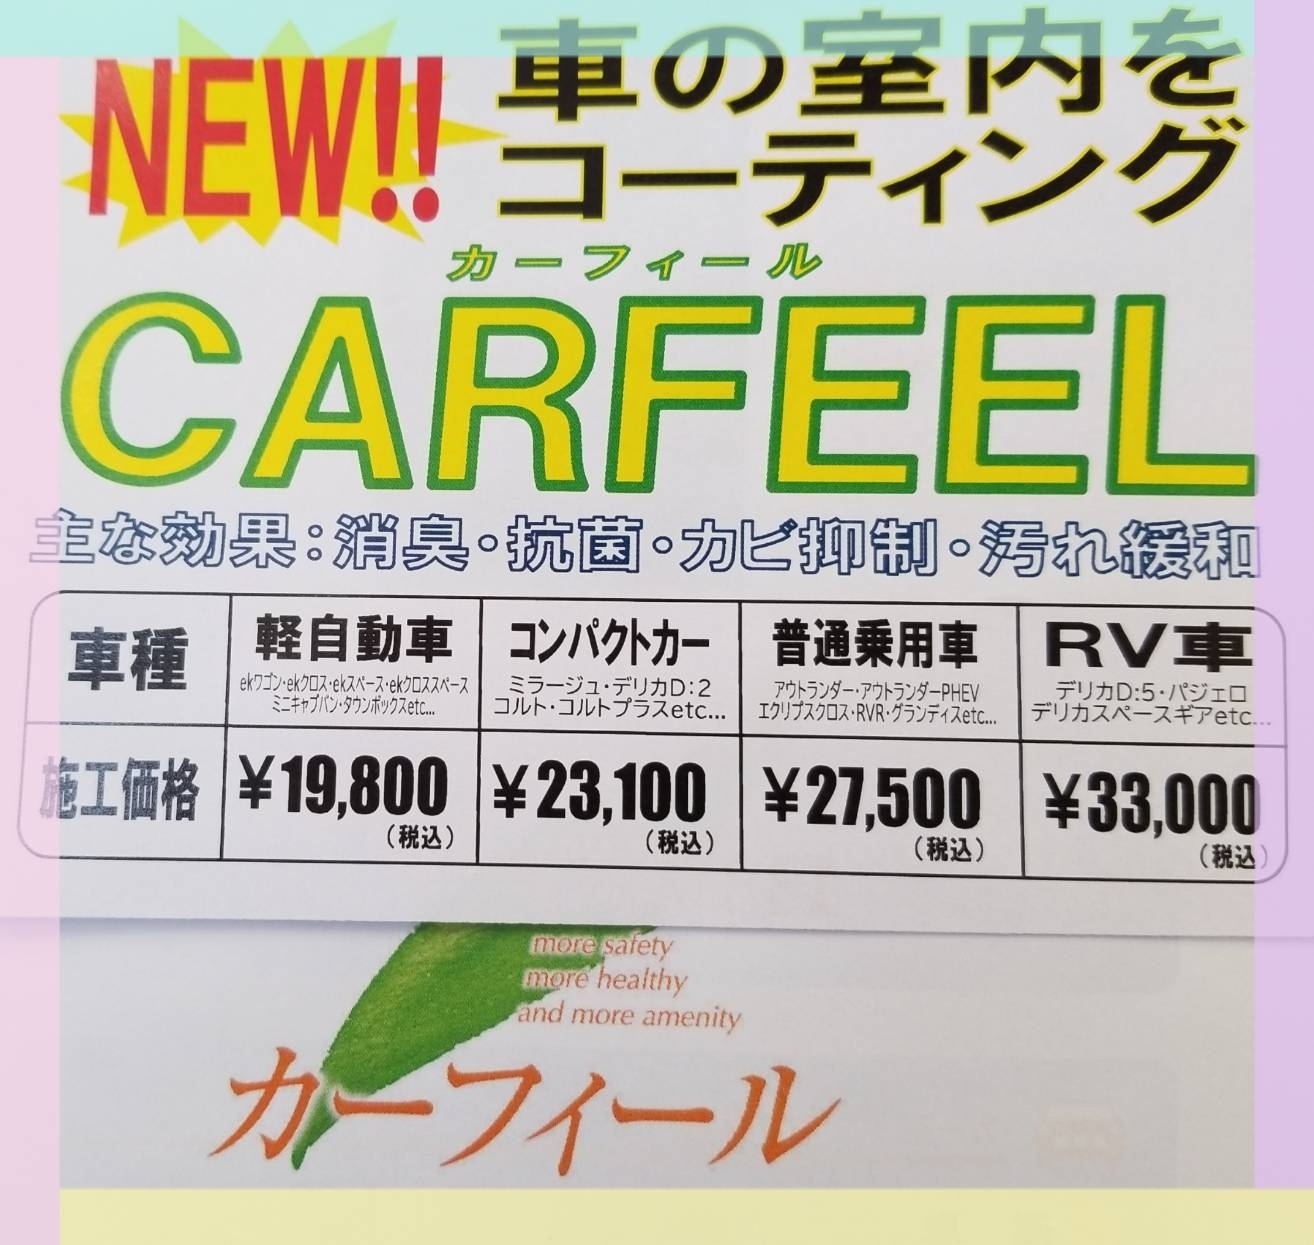 NEW!!
車の室内を
コーティング
カーフィール
CARFEEL
主な効果：消臭・抗菌・カビ抑制・汚れ緩和
車種
軽自動車
ekワゴン・ekクロス・ekスペース・ekクロススペース
ミニキャブバン・タウンボックスetc...
コンパクトカー
ミラージュ・デリカD:2
コルト・コルトプラスetc...
普通乗用車
アウトランダー・アウトランダーPHEV
エクリプスクロス・RVR・グランディスetc...
RV車
デリカD:5・パジェロ
デリカスペースギアetc...
施工価格
¥19,800
（税込）
¥23,100
（税込）
¥27,500
（税込）
¥33,000
（税込）
more safety
more healthy
and more amenity
カーフィール